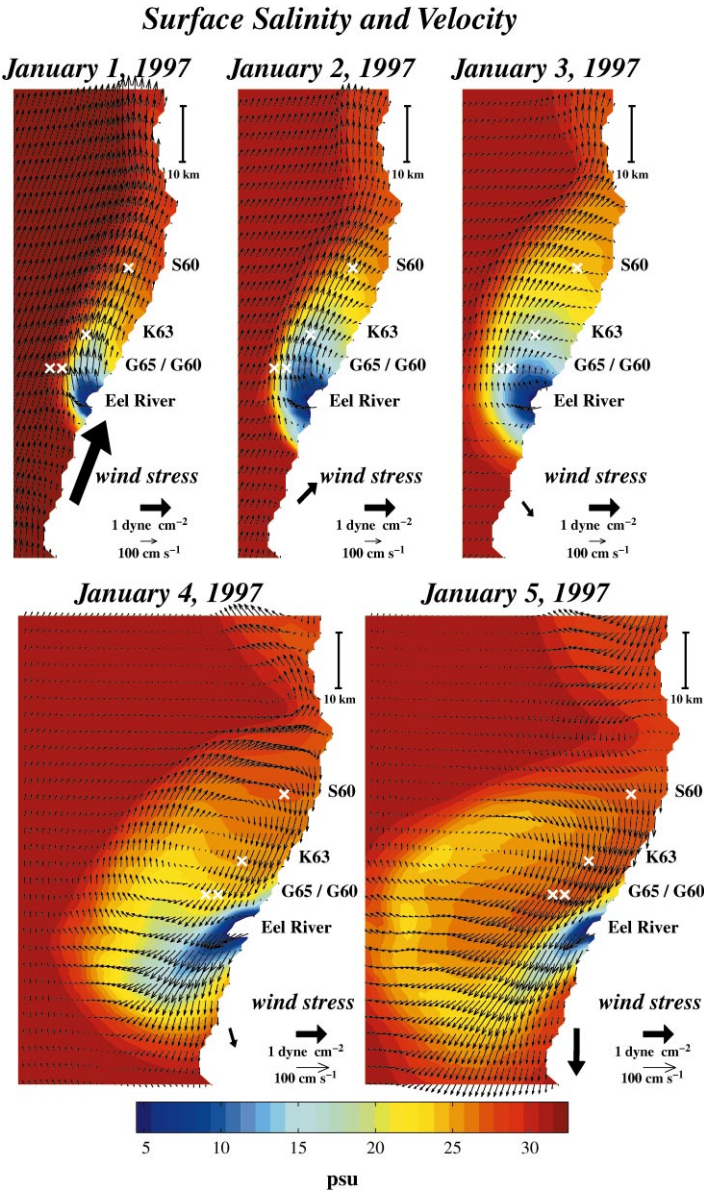 Surface Salinity and Velocity
January 1, 1997
January 2, 1997
January 3, 1997
10 km
S60
K63
G65 / G60
Eel River
wind stress
1 dyne cm⁻²
100 cm s⁻¹
10 km
S60
K63
G65 / G60
Eel River
wind stress
1 dyne cm⁻²
100 cm s⁻¹
10 km
S60
K63
G65 / G60
Eel River
wind stress
1 dyne cm⁻²
100 cm s⁻¹
January 4, 1997
January 5, 1997
10 km
S60
K63
G65 / G60
Eel River
wind stress
1 dyne cm⁻²
100 cm s⁻¹
10 km
S60
K63
G65 / G60
Eel River
wind stress
1 dyne cm⁻²
100 cm s⁻¹
5 10 15 20 25 30
psu